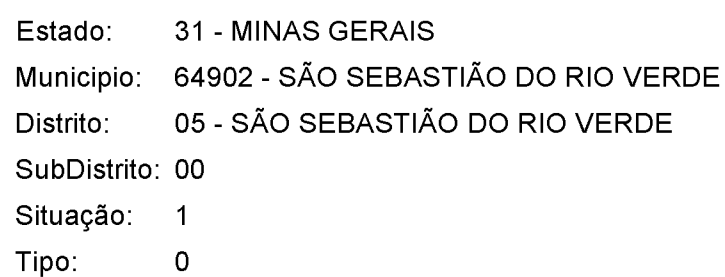 Estado: 31 - MINAS GERAIS
Municipio: 64902 - SÃO SEBASTIÃO DO RIO VERDE
Distrito: 05 - SÃO SEBASTIÃO DO RIO VERDE
SubDistrito: 00
Situação: 1
Tipo: 0